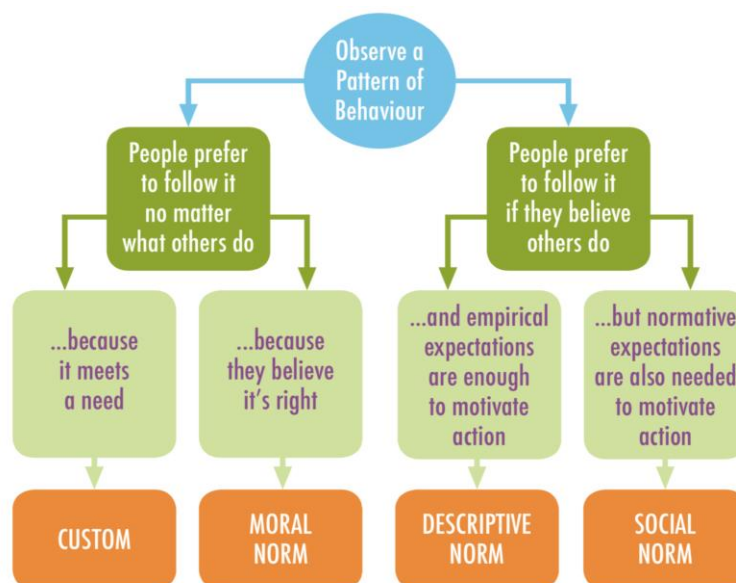 Observe a
Pattern of
Behaviour
People prefer
to follow it
no matter
what others do
People prefer
to follow it
if they believe
others do
...because
it meets
a need
...because
they believe
it's right
...and empirical
expectations
are enough
to motivate
action
...but normative
expectations
are also needed
to motivate
action
CUSTOM
MORAL
NORM
DESCRIPTIVE
NORM
SOCIAL
NORM